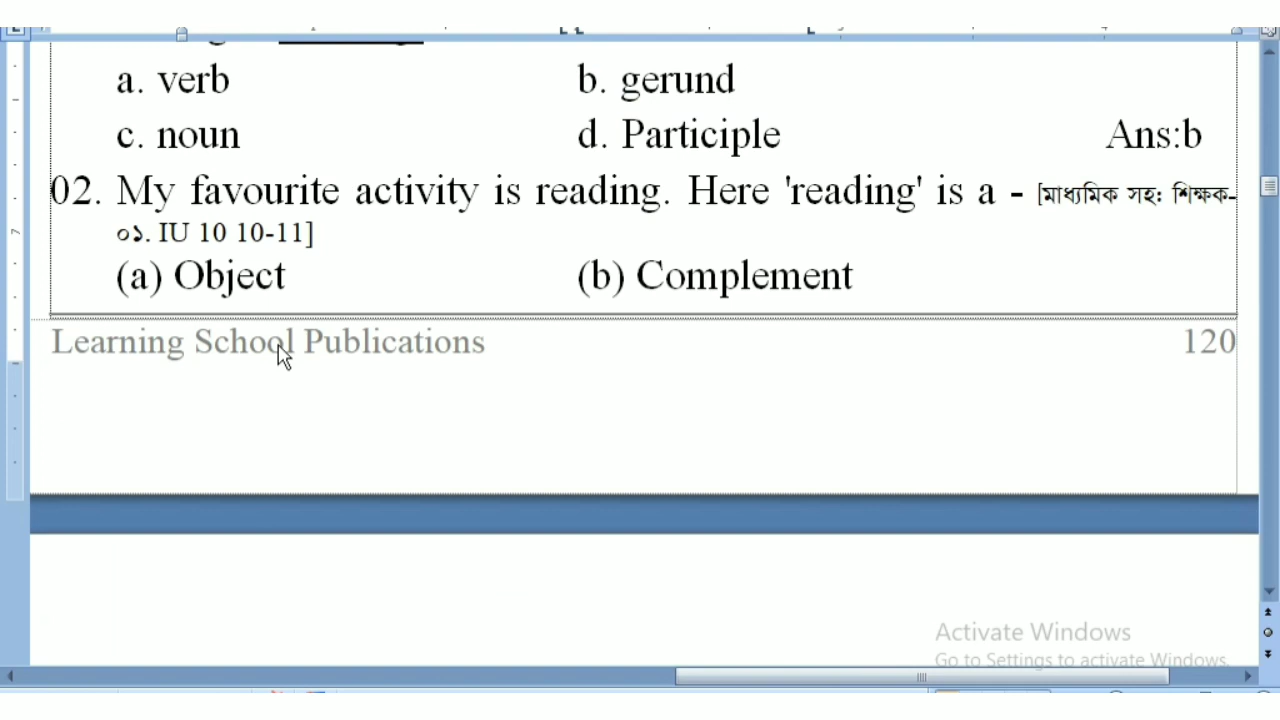 a. verb b. gerund
c. noun d. Participle Ans:b
02. My favourite activity is reading. Here 'reading' is a - [মাধ্যমিক সহঃ শিক্ষক-
০১. IU 10 10-11]
(a) Object (b) Complement
Learning School Publications 120
Activate Windows
Go to Settings to activate Windows.